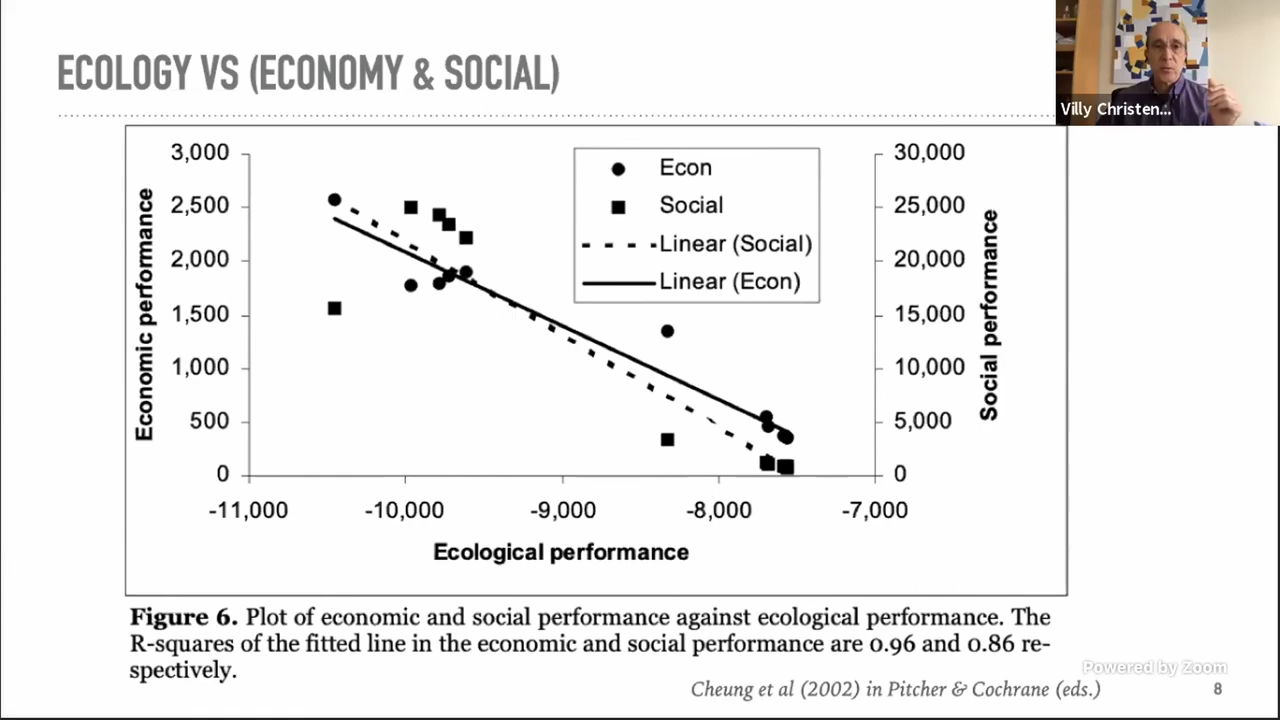 ECOLOGY VS (ECONOMY & SOCIAL)
Villy Christen...
3,000
2,500
2,000
1,500
1,000
500
0
Economic performance
Econ
Social
Linear (Social)
Linear (Econ)
30,000
25,000
20,000
15,000
10,000
5,000
0
Social performance
-11,000 -10,000 -9,000 -8,000 -7,000
Ecological performance
Figure 6. Plot of economic and social performance against ecological performance. The
R-squares of the fitted line in the economic and social performance are 0.96 and 0.86 re-
spectively.
Powered by Zoom
Cheung et al (2002) in Pitcher & Cochrane (eds.)
8